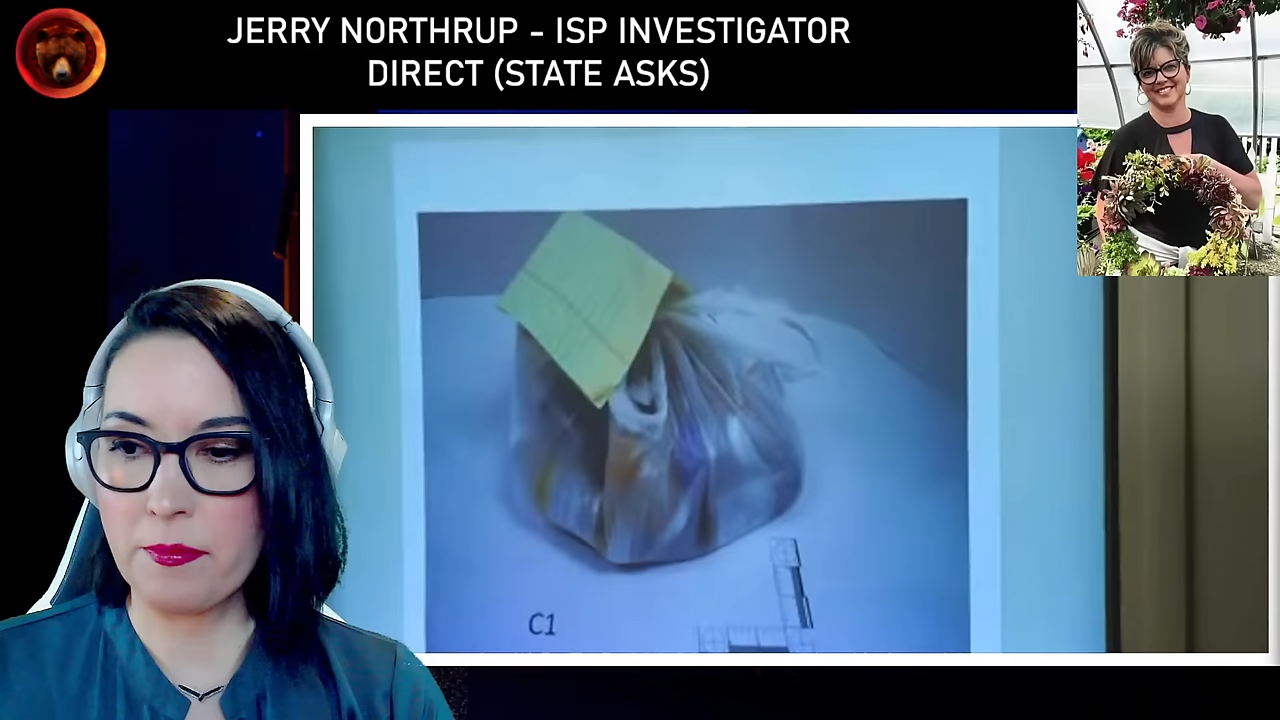 JERRY NORTHRUP - ISP INVESTIGATOR
DIRECT (STATE ASKS)
C1